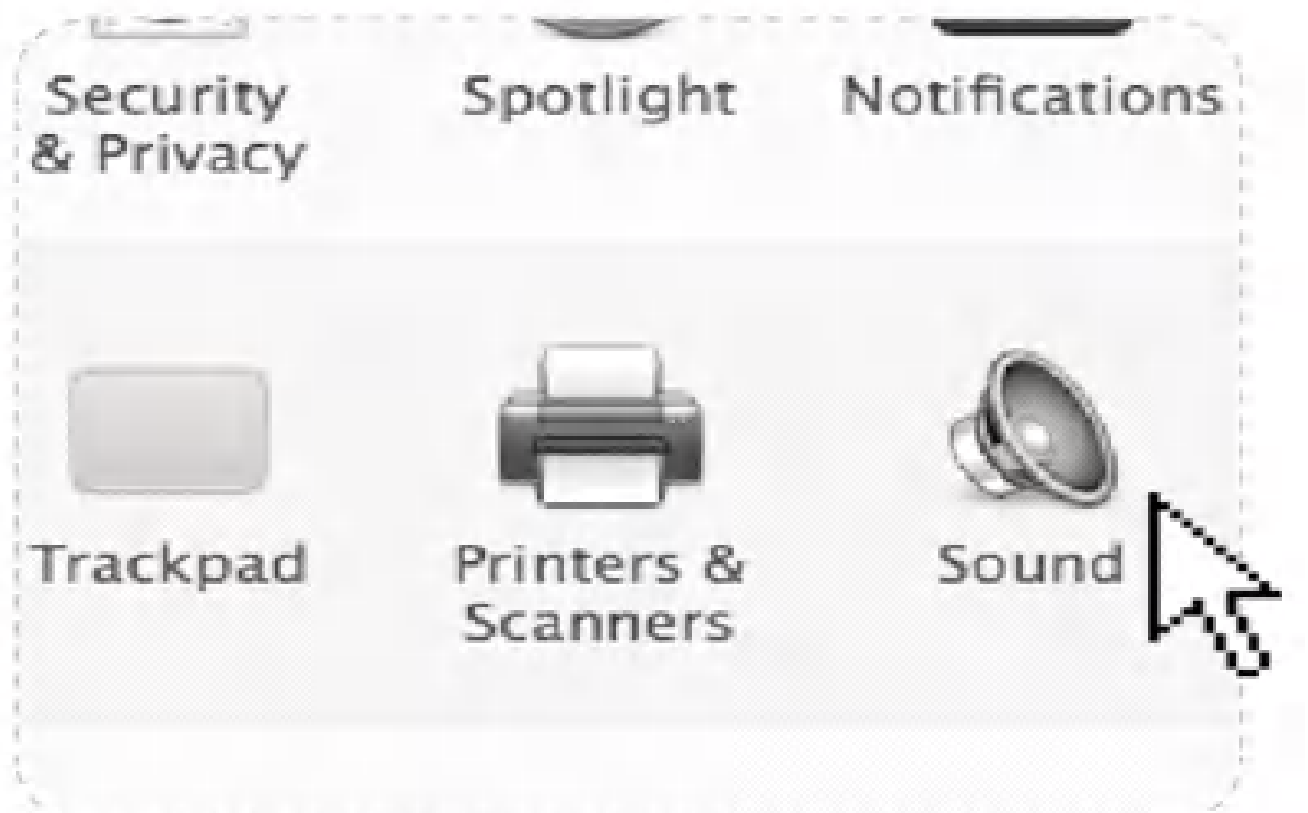 Security Spotlight Notifications
& Privacy
Trackpad Printers & Sound
Scanners